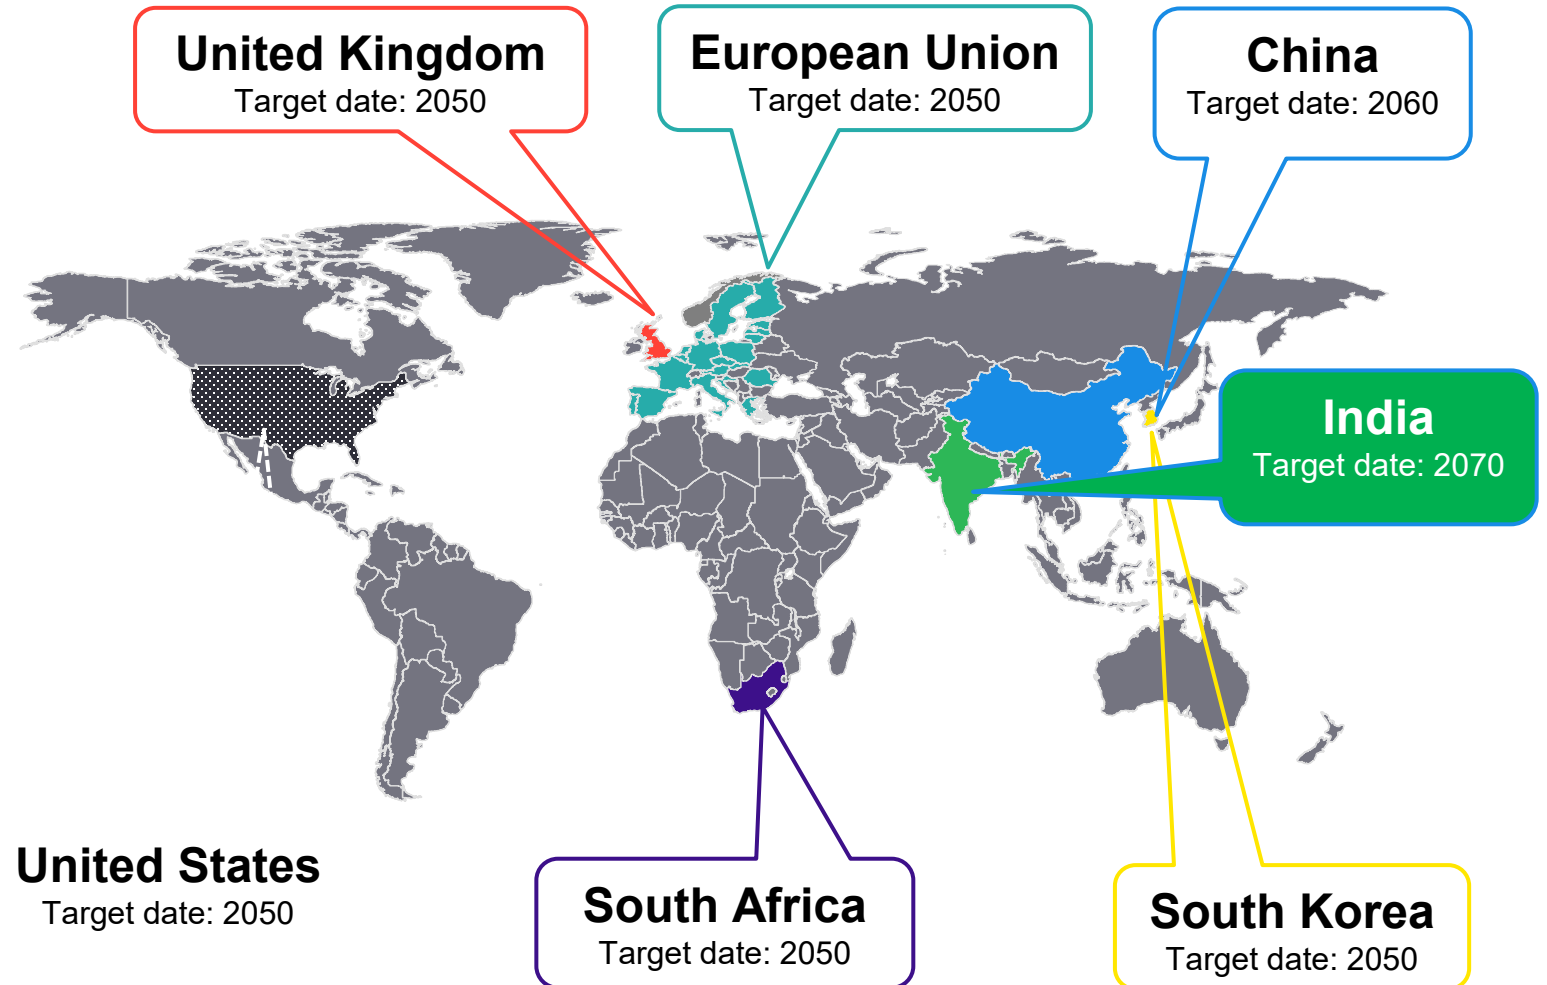 United Kingdom
Target date: 2050
European Union
Target date: 2050
China
Target date: 2060
India
Target date: 2070
United States
Target date: 2050
South Africa
Target date: 2050
South Korea
Target date: 2050